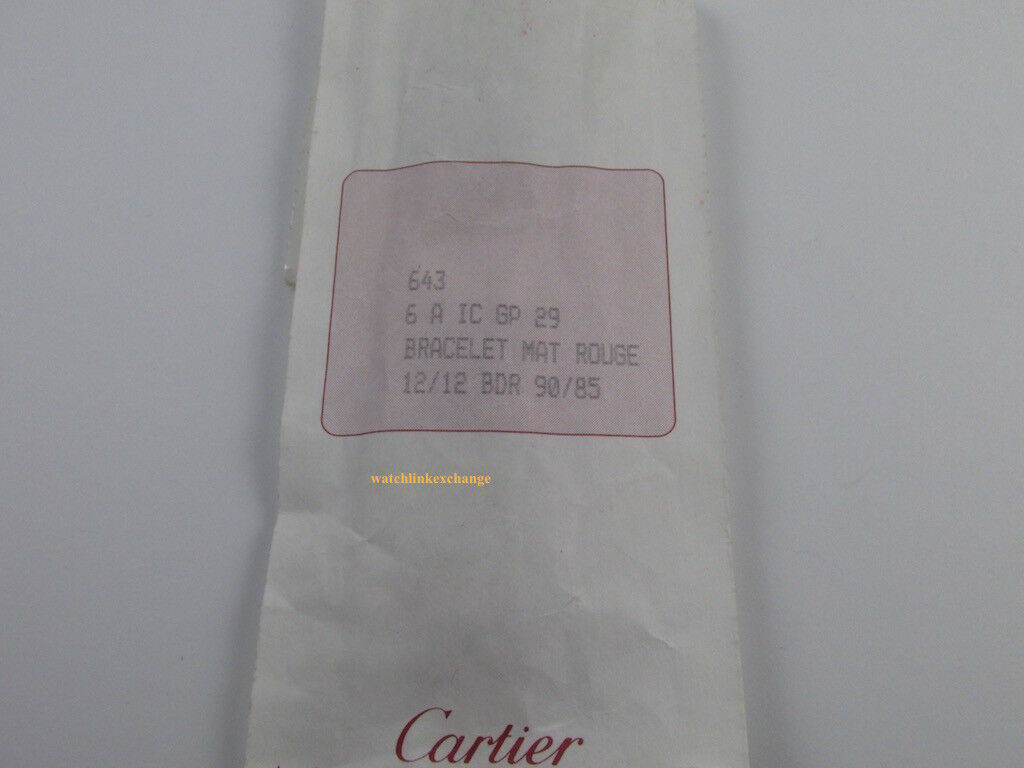 643
6 A IC GP 29
BRACELET MAT ROUGE
12/12 BDR 90/85
watchlinkexchange
Cartier